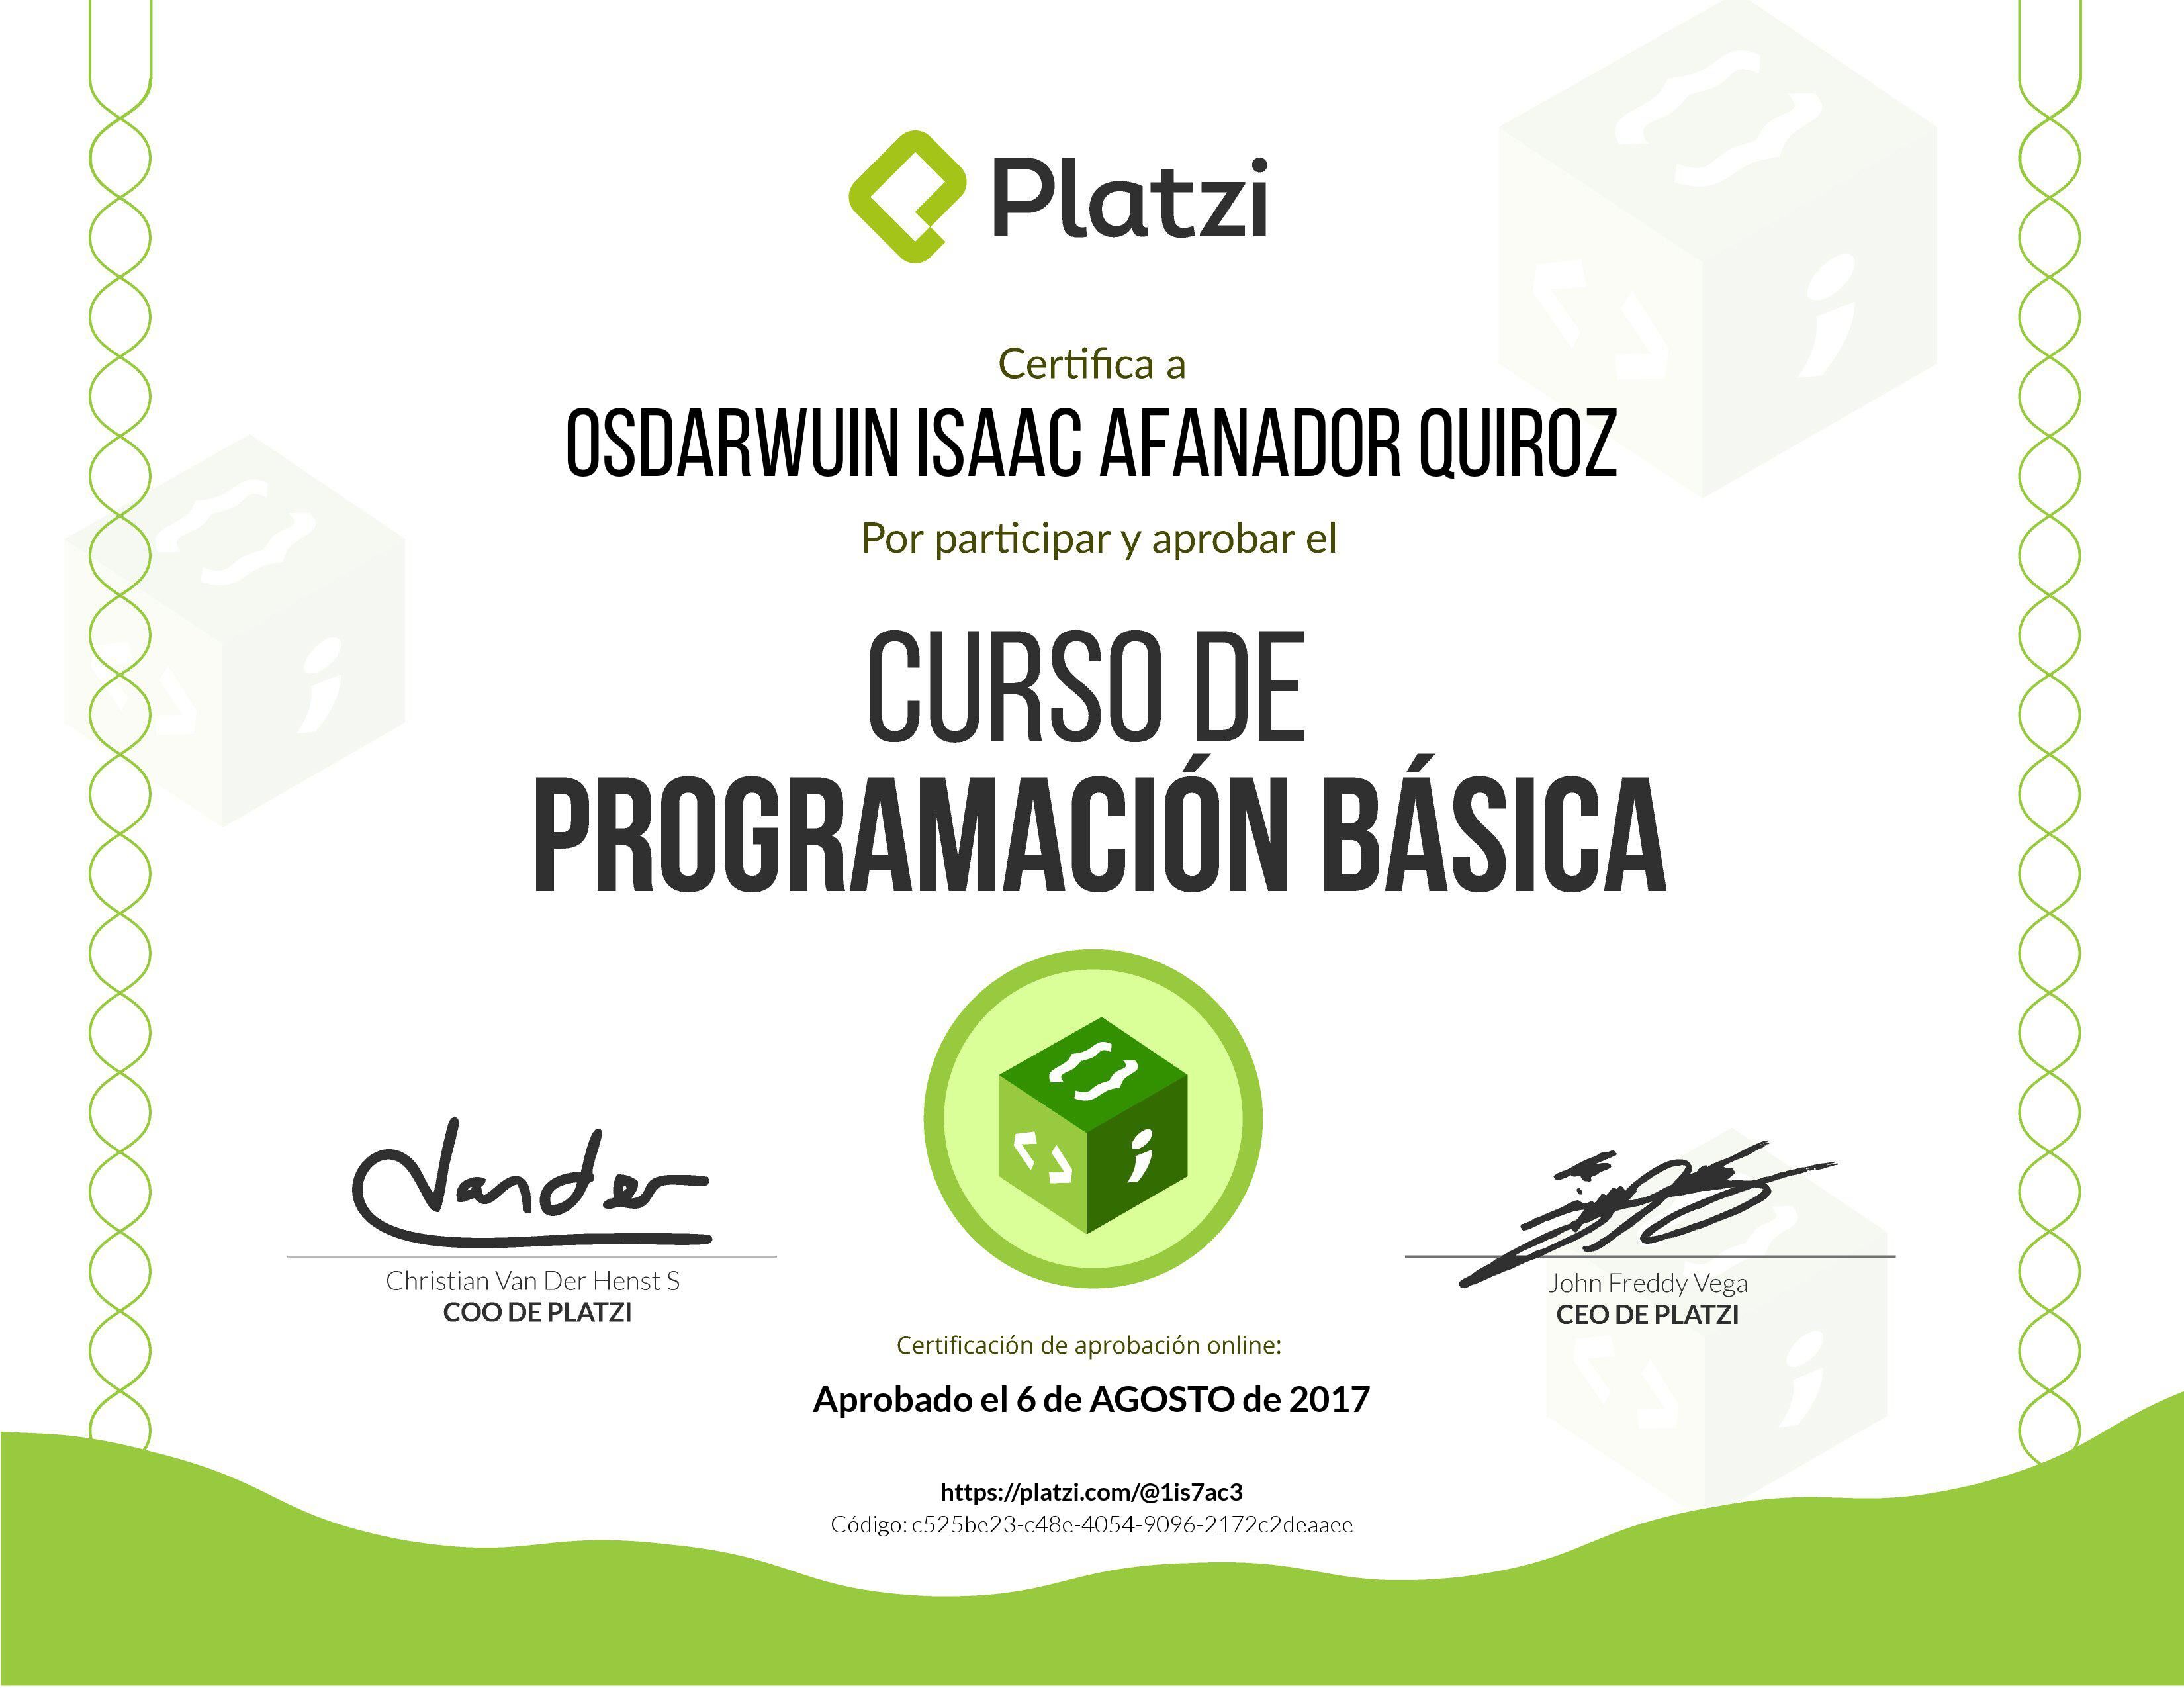 Platzi
Certifica a
OSDARWUIN ISAAC AFANADOR QUIROZ
Por participar y aprobar el
CURSO DE
PROGRAMACIÓN BÁSICA
Vander
Christian Van Der Henst S
COO DE PLATZI
John Freddy Vega
CEO DE PLATZI
Certificación de aprobación online:
Aprobado el 6 de AGOSTO de 2017
https://platzi.com/@1is7ac3
Código: c525be23-c48e-4054-9096-2172c2deaaee